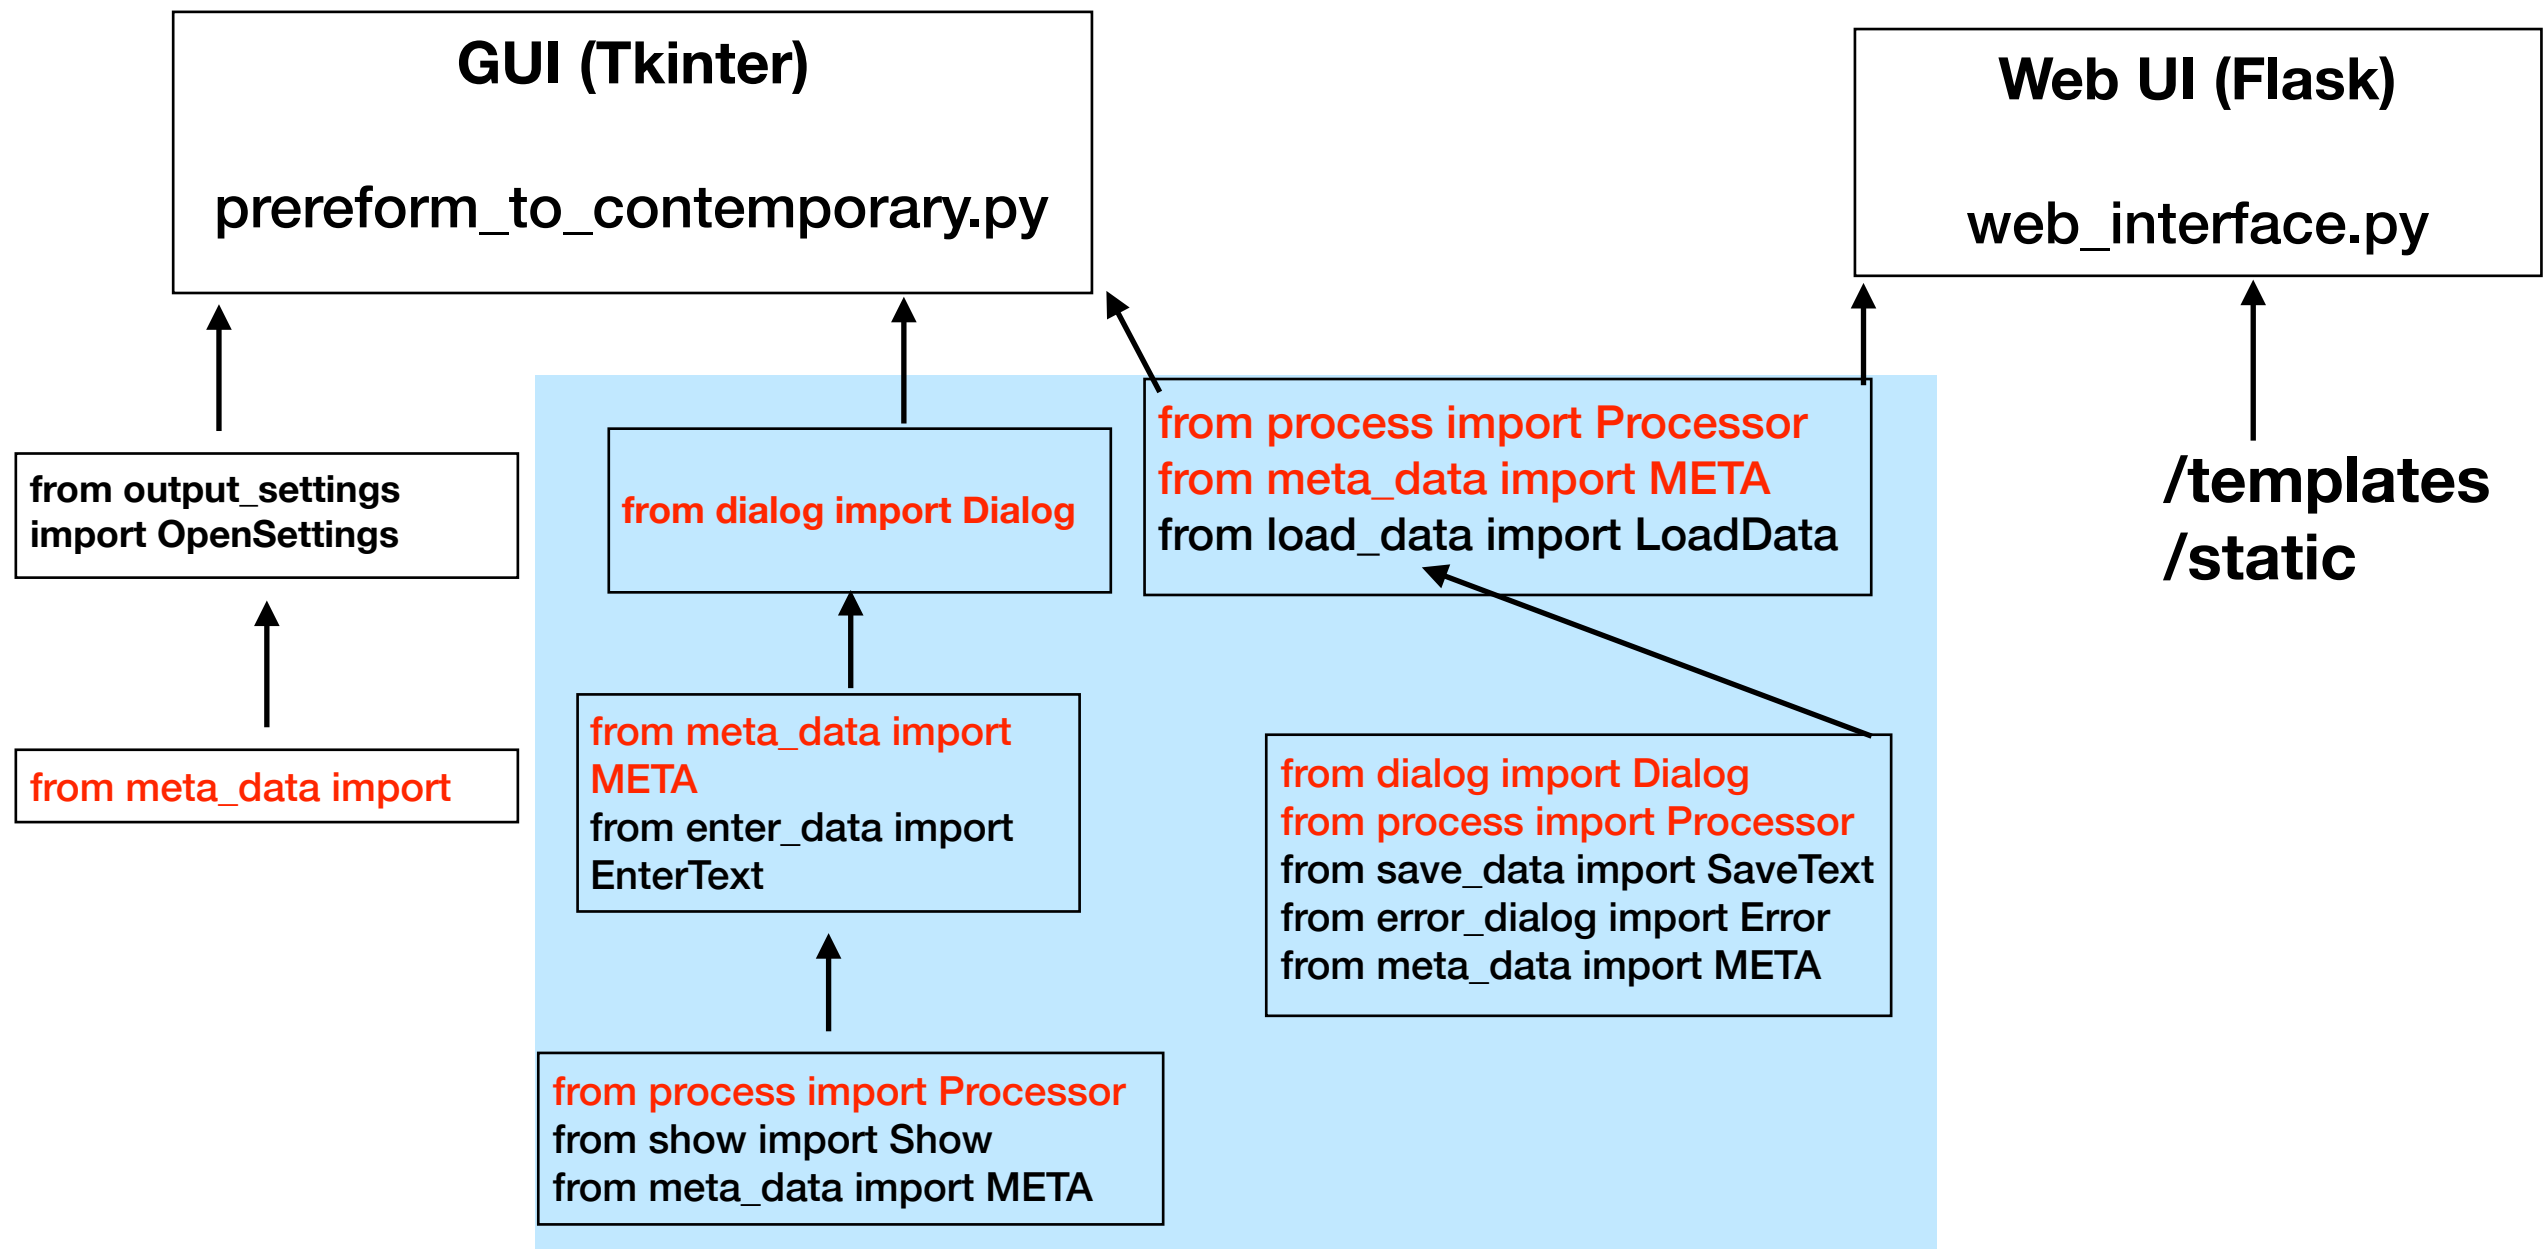 GUI (Tkinter)
prereform_to_contemporary.py
Web UI (Flask)
web_interface.py
from output_settings
import OpenSettings
from meta_data import
from dialog import Dialog
from process import Processor
from meta_data import META
from load_data import LoadData
/templates
/static
from meta_data import
META
from enter_data import
EnterText
from dialog import Dialog
from process import Processor
from save_data import SaveText
from error_dialog import Error
from meta_data import META
from process import Processor
from show import Show
from meta_data import META